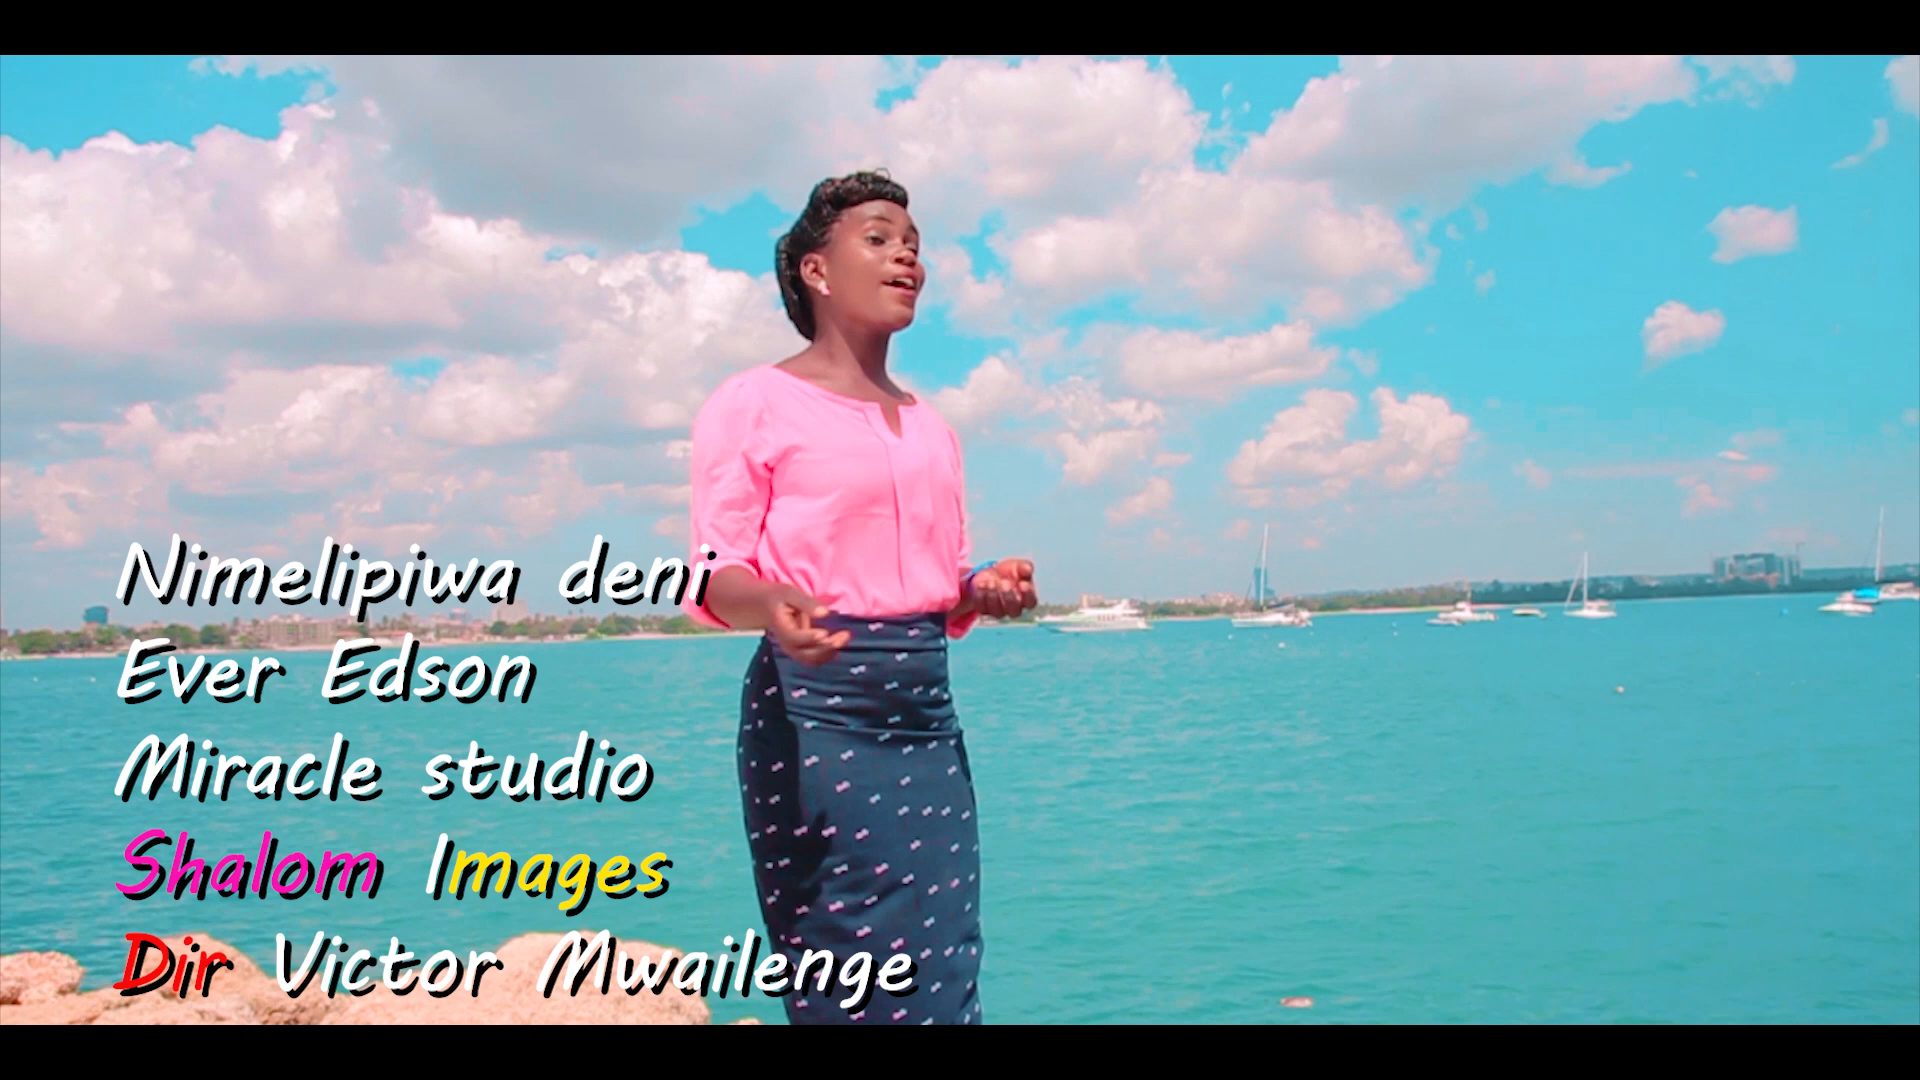 Nimelipiwa deni
Ever Edson
Miracle studio
Shalom Images
Dir Victor Mwailenge